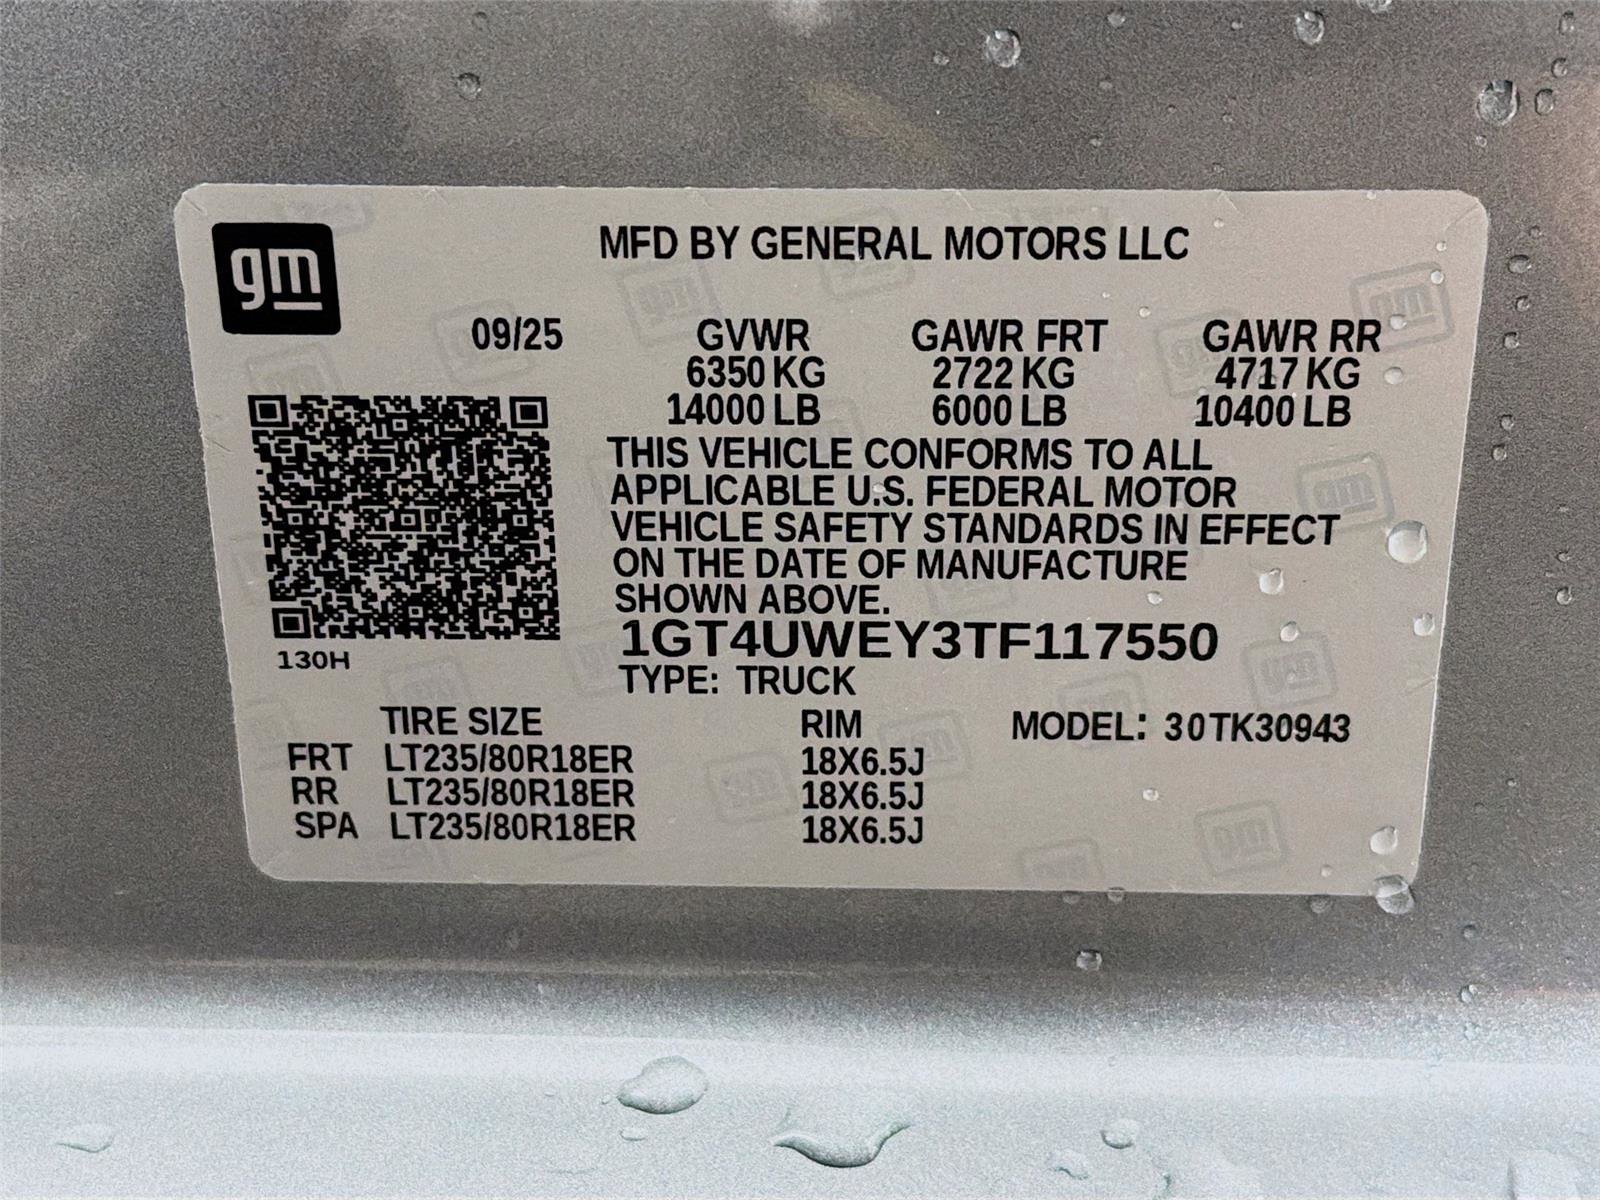 gm
MFD BY GENERAL MOTORS LLC
09/25 GVWR GAWR FRT GAWR RR
6350 KG 2722 KG 4717 KG
14000 LB 6000 LB 10400 LB
THIS VEHICLE CONFORMS TO ALL
APPLICABLE U.S. FEDERAL MOTOR
VEHICLE SAFETY STANDARDS IN EFFECT
ON THE DATE OF MANUFACTURE
SHOWN ABOVE.
1GT4UWEY3TF117550
130H
TYPE: TRUCK
TIRE SIZE RIM MODEL: 30TK30943
FRT LT235/80R18ER 18X6.5J
RR LT235/80R18ER 18X6.5J
SPA LT235/80R18ER 18X6.5J